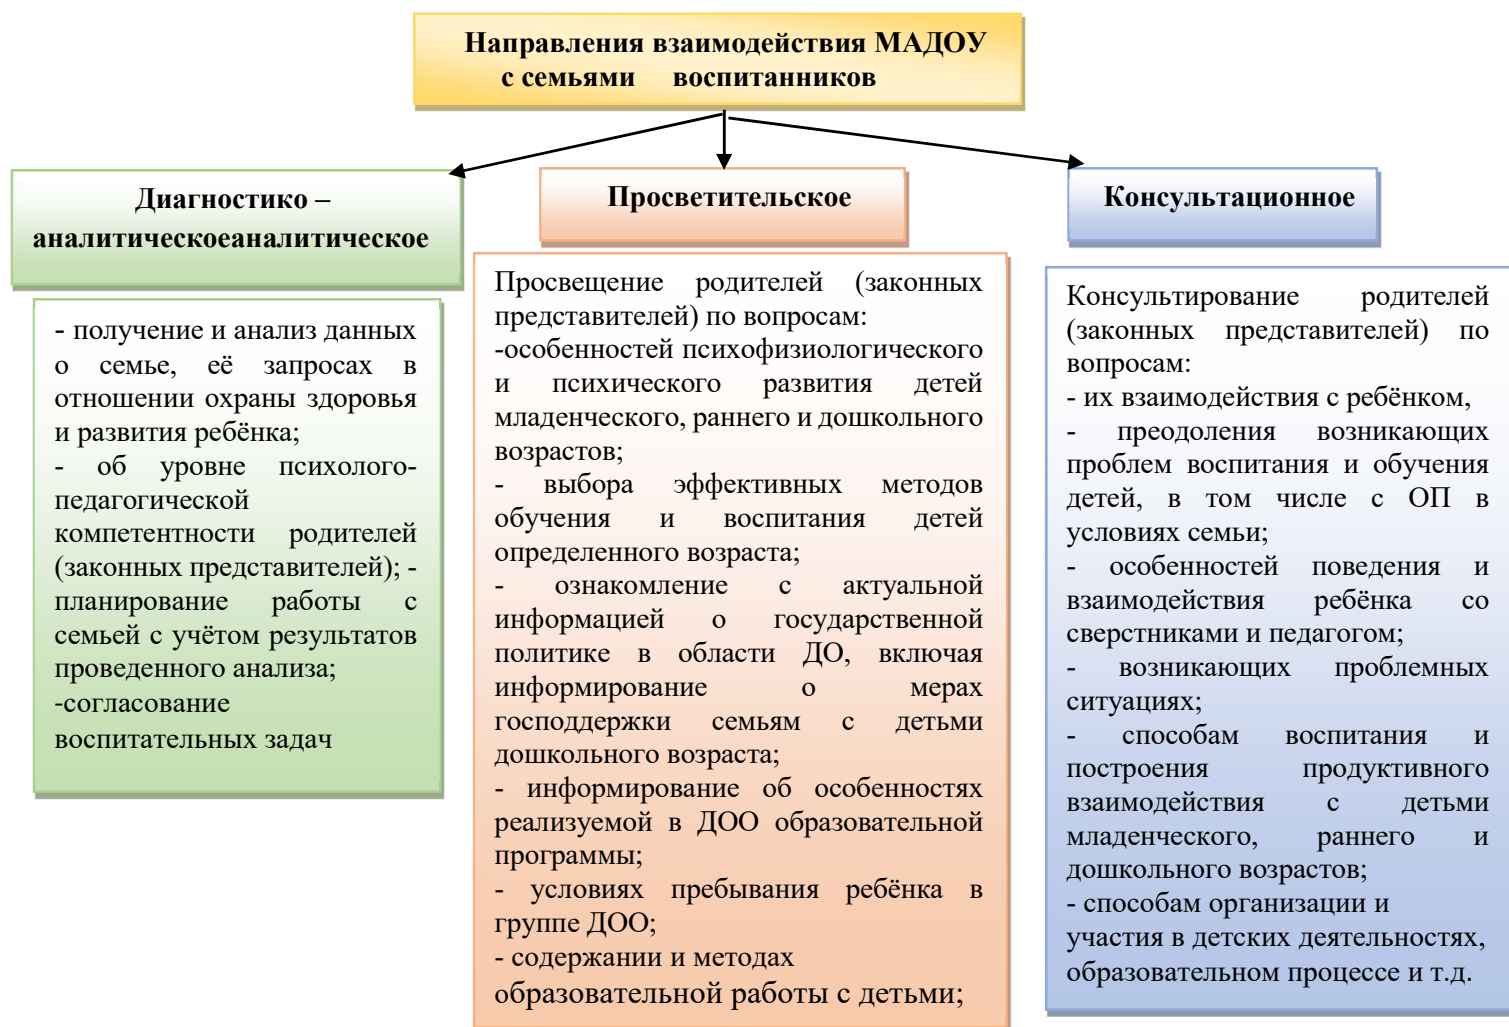 Направления взаимодействия МАДОУ
с семьями воспитанников
Диагностико –
аналитическоеаналитическое
- получение и анализ данных
о семье, её запросах в
отношении охраны здоровья
и развития ребёнка;
- об уровне психолого-
педагогической
компетентности родителей
(законных представителей); -
планирование работы с
семьей с учётом результатов
проведенного анализа;
-согласование
воспитательных задач
Просветительское
Просвещение родителей (законных
представителей) по вопросам:
-особенностей психофизиологического
и психического развития детей
младенческого, раннего и дошкольного
возрастов;
- выбора эффективных методов
обучения и воспитания детей
определенного возраста;
- ознакомление с актуальной
информацией о государственной
политике в области ДО, включая
информирование о мерах
господдержки семьям с детьми
дошкольного возраста;
- информирование об особенностях
реализуемой в ДОО образовательной
программы;
- условиях пребывания ребёнка в
группе ДОО;
- содержании и методах
образовательной работы с детьми;
Консультационное
Консультирование родителей
(законных представителей) по
вопросам:
- их взаимодействия с ребёнком,
- преодоления возникающих
проблем воспитания и обучения
детей, в том числе с ОП в
условиях семьи;
- особенностей поведения и
взаимодействия ребёнка со
сверстниками и педагогом;
- возникающих проблемных
ситуациях;
- способам воспитания и
построения продуктивного
взаимодействия с детьми
младенческого, раннего и
дошкольного возрастов;
- способам организации и
участия в детских деятельностях,
образовательном процессе и т.д.